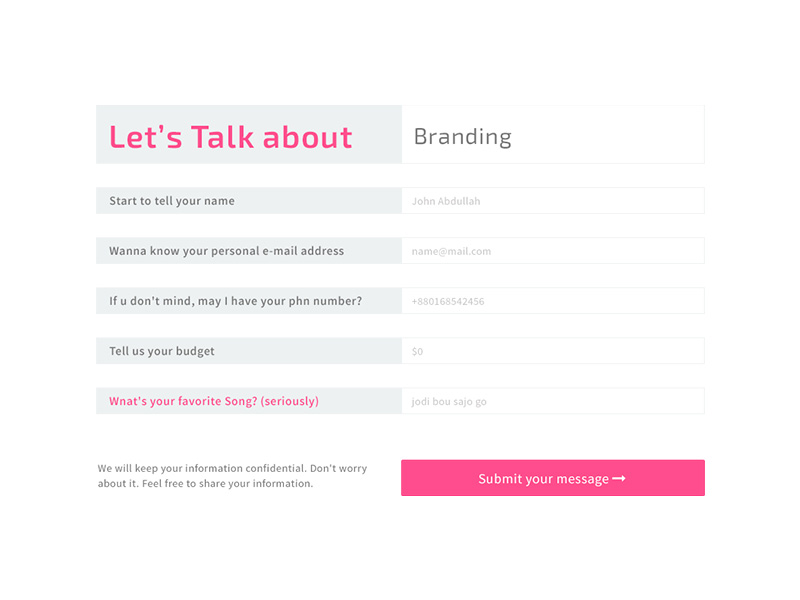 Let’s Talk about Branding
Start to tell your name John Abdullah
Wanna know your personal e-mail address name@mail.com
If u don't mind, may I have your phn number? +880168542456
Tell us your budget $0
Wnat's your favorite Song? (seriously) jodi bou sajo go
We will keep your information confidential. Don't worry
about it. Feel free to share your information.
Submit your message ➞